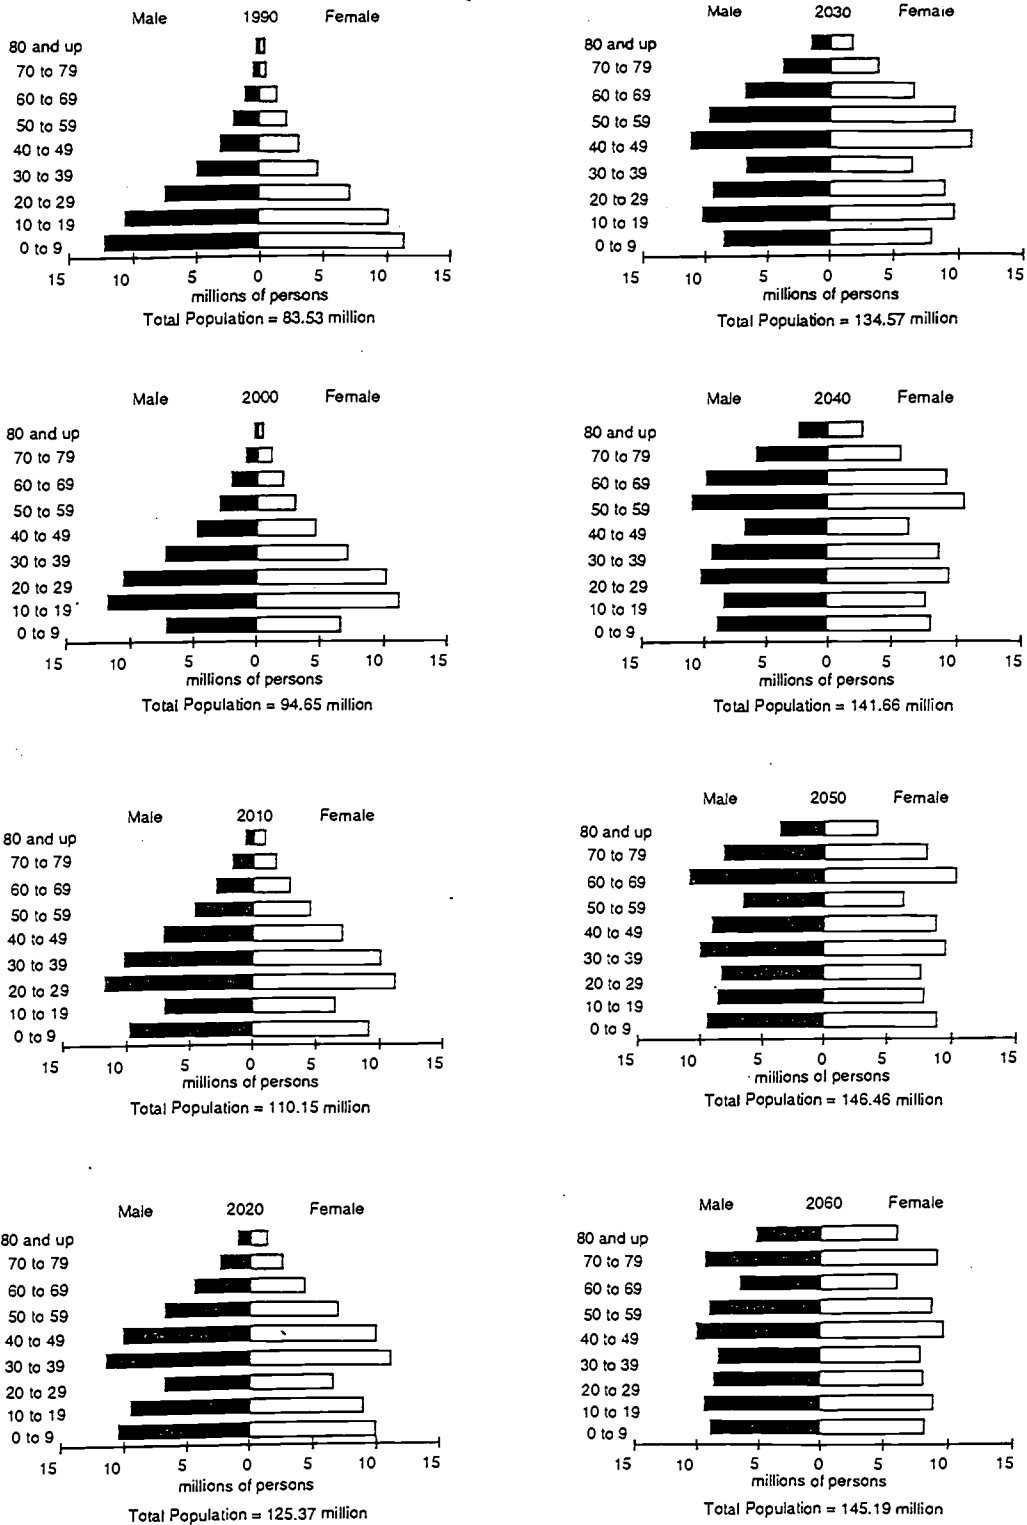 Male 1990 Female
80 and up
70 to 79
60 to 69
50 to 59
40 to 49
30 to 39
20 to 29
10 to 19
0 to 9
15 10 5 0 5 10 15
millions of persons
Total Population = 83.53 million
Male 2000 Female
80 and up
70 to 79
60 to 69
50 to 59
40 to 49
30 to 39
20 to 29
10 to 19
0 to 9
15 10 5 0 5 10 15
millions of persons
Total Population = 94.65 million
Male 2010 Female
80 and up
70 to 79
60 to 69
50 to 59
40 to 49
30 to 39
20 to 29
10 to 19
0 to 9
15 10 5 0 5 10 15
millions of persons
Total Population = 110.15 million
Male 2020 Female
80 and up
70 to 79
60 to 69
50 to 59
40 to 49
30 to 39
20 to 29
10 to 19
0 to 9
15 10 5 0 5 10 15
millions of persons
Total Population = 125.37 million
Male 2030 Female
80 and up
70 to 79
60 to 69
50 to 59
40 to 49
30 to 39
20 to 29
10 to 19
0 to 9
15 10 5 0 5 10 15
millions of persons
Total Population = 134.57 million
Male 2040 Female
80 and up
70 to 79
60 to 69
50 to 59
40 to 49
30 to 39
20 to 29
10 to 19
0 to 9
15 10 5 0 5 10 15
millions of persons
Total Population = 141.66 million
Male 2050 Female
80 and up
70 to 79
60 to 69
50 to 59
40 to 49
30 to 39
20 to 29
10 to 19
0 to 9
15 10 5 0 5 10 15
millions of persons
Total Population = 146.46 million
Male 2060 Female
80 and up
70 to 79
60 to 69
50 to 59
40 to 49
30 to 39
20 to 29
10 to 19
0 to 9
15 10 5 0 5 10 15
millions of persons
Total Population = 145.19 million